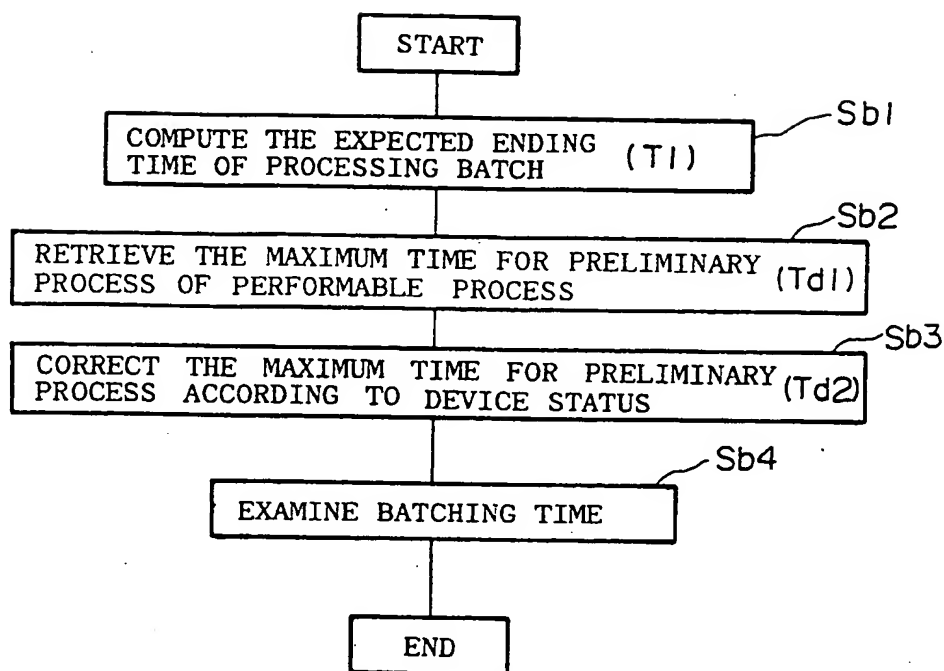 START
Sb1
COMPUTE THE EXPECTED ENDING
TIME OF PROCESSING BATCH
(T1)
Sb2
RETRIEVE THE MAXIMUM TIME FOR PRELIMINARY
PROCESS OF PERFORMABLE PROCESS
(Td1)
Sb3
CORRECT THE MAXIMUM TIME FOR PRELIMINARY
PROCESS ACCORDING TO DEVICE STATUS
(Td2)
Sb4
EXAMINE BATCHING TIME
END